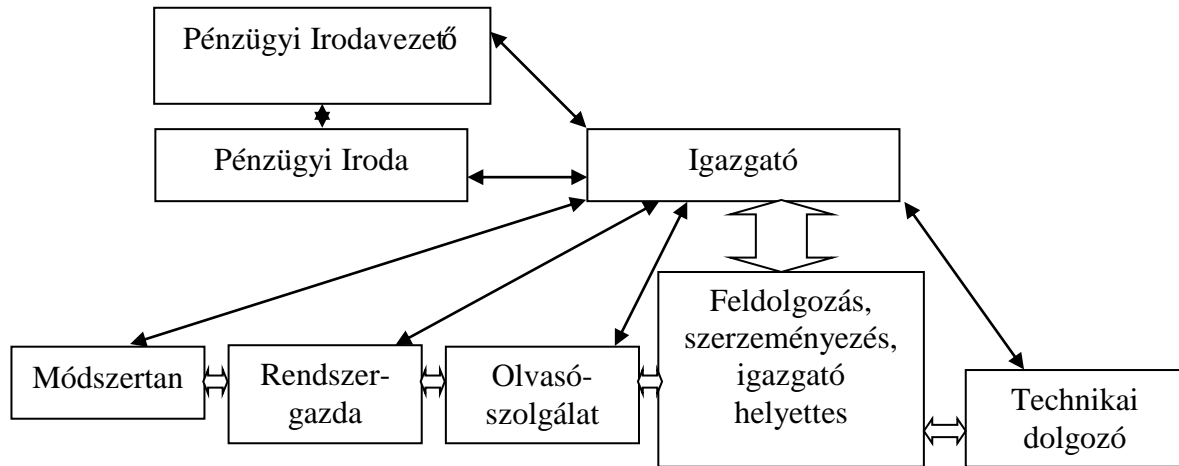 Pénzügyi Irodavezető
Pénzügyi Iroda
Igazgató
Feldolgozás,
szerzeményezés,
igazgató
helyettes
Módszertan
Rendszer-
gazda
Olvasó-
szolgálat
Technikai
dolgozó